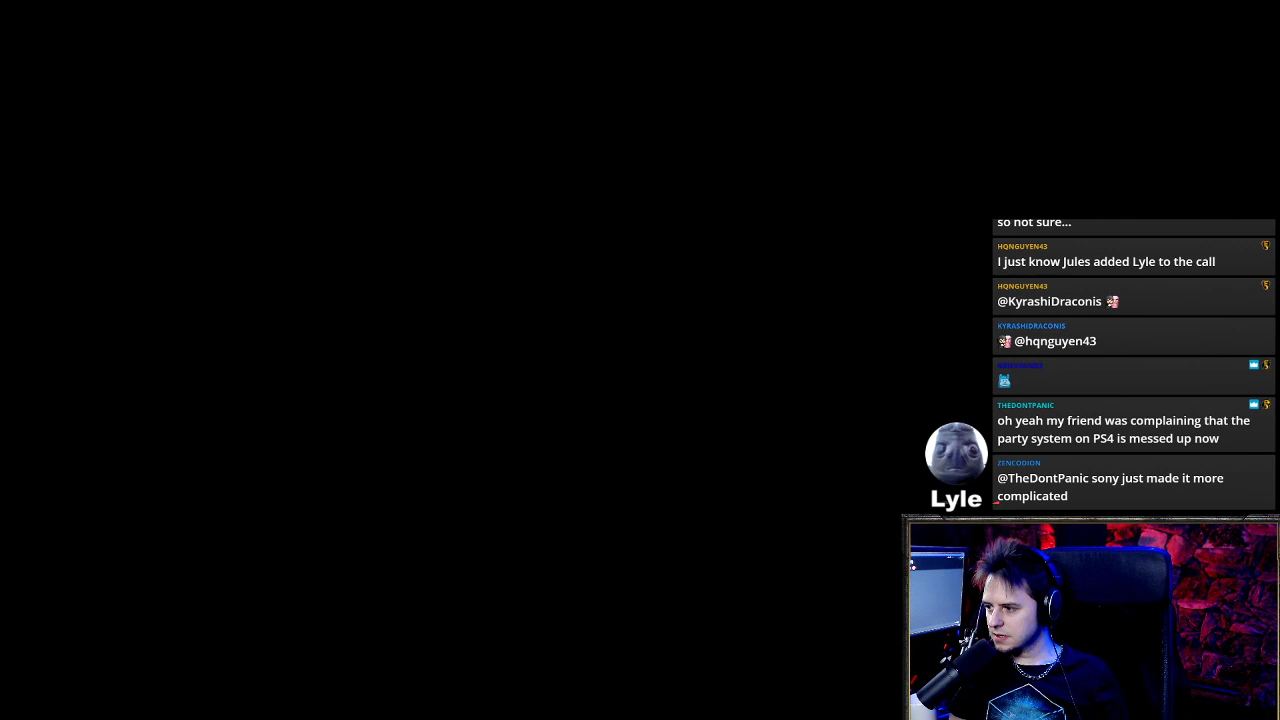 so not sure...
HQNGUYEN43
I just know Jules added Lyle to the call
HQNGUYEN43
@KyrashiDraconis
KYRASHIDRACONIS
@hqnguyen43
THEDONTPANIC
oh yeah my friend was complaining that the
party system on PS4 is messed up now
ZENCODION
@TheDontPanic sony just made it more
complicated
Lyle